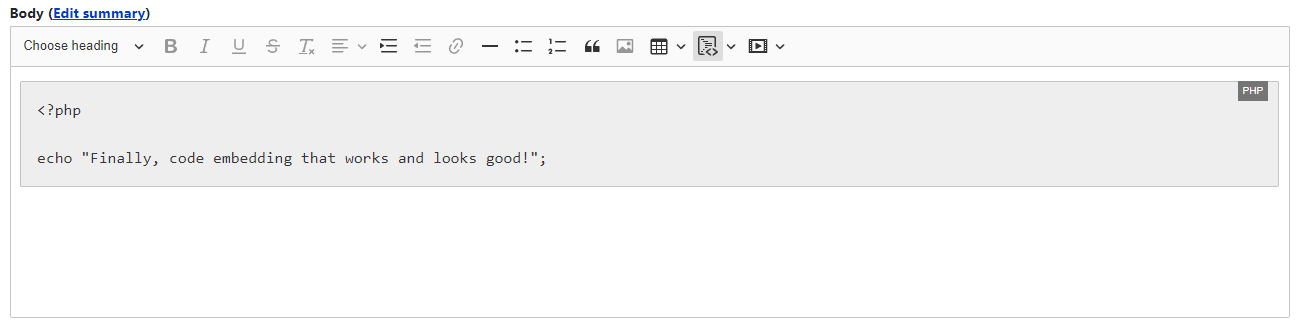 Body (Edit summary)
Choose heading
PHP
<?php
echo "Finally, code embedding that works and looks good!";